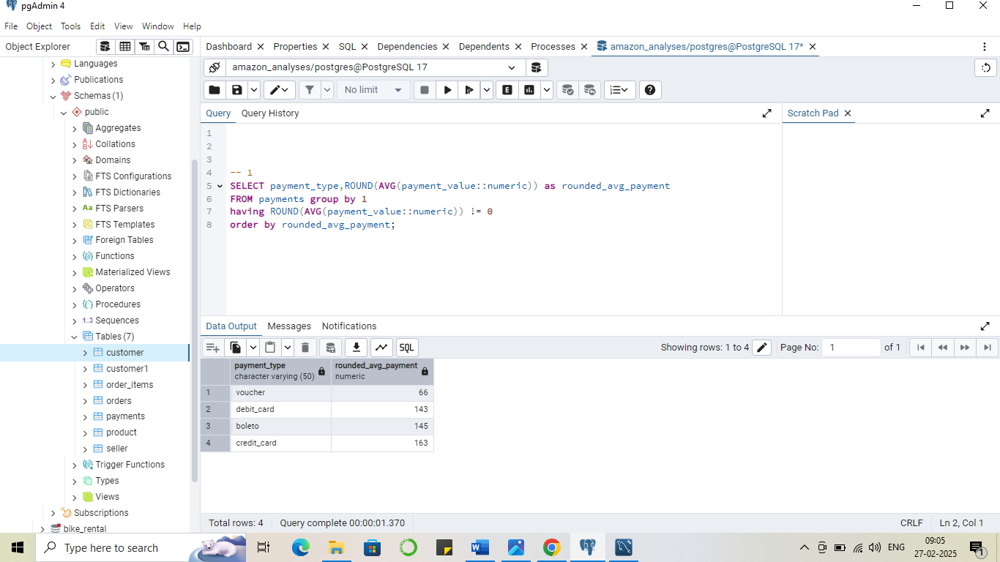 pgAdmin 4
File Object Tools Edit View Window Help
Object Explorer
Dashboard Properties SQL Dependencies Dependents Processes amazon_analyses/postgres@PostgreSQL 17*
Languages
Publications
Schemas (1)
public
Aggregates
Collations
Domains
FTS Configurations
FTS Dictionaries
Aa FTS Parsers
FTS Templates
Foreign Tables
Functions
Materialized Views
Operators
Procedures
1..3 Sequences
Tables (7)
customer
customer1
order_items
orders
payments
product
seller
Trigger Functions
Types
Views
Subscriptions
bike_rental
amazon_analyses/postgres@PostgreSQL 17
No limit
E
Query Query History
Scratch Pad
1
2
3
4 -- 1
5 SELECT payment_type,ROUND(AVG(payment_value::numeric)) as rounded_avg_payment
6 FROM payments group by 1
7 having ROUND(AVG(payment_value::numeric)) != 0
8 order by rounded_avg_payment;
Data Output Messages Notifications
SQL
Showing rows: 1 to 4 Page No: 1 of 1
payment_type rounded_avg_payment
character varying (50) numeric
1 voucher 66
2 debit_card 143
3 boleto 145
4 credit_card 163
Total rows: 4 Query complete 00:00:01.370 CRLF Ln 2, Col 1
Type here to search
ENG
09:05
27-02-2025
1